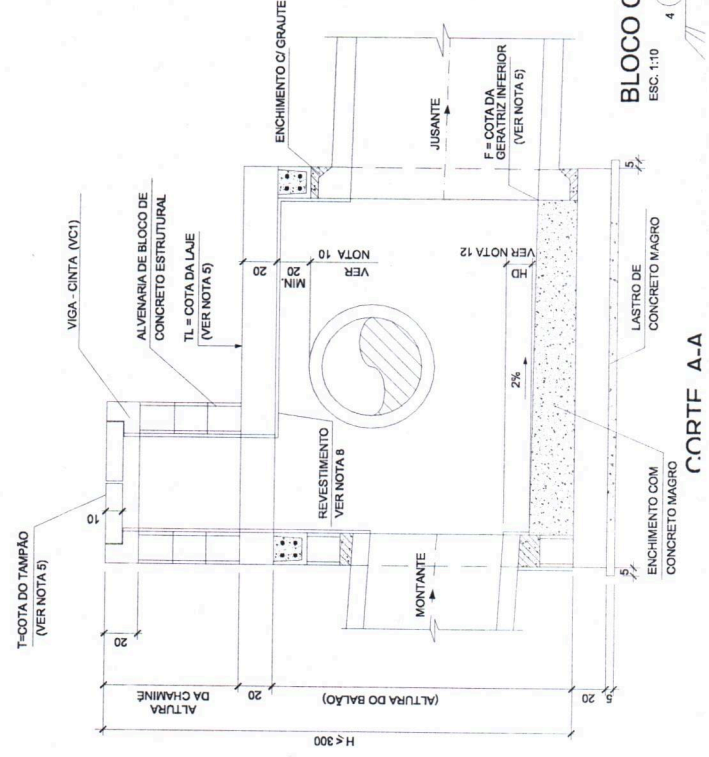 T=COTA DO TAMPÃO
(VER NOTA 5)
10
20
ALTURA
DA CHAMINÉ
20
(ALTURA DO BALÃO)
H ≤ 300
20
5
VIGA - CINTA (VC1)
ALVENARIA DE BLOCO DE
CONCRETO ESTRUTURAL
TL = COTA DA LAJE
(VER NOTA 5)
20
MIN.
20
VER
NOTA 10
REVESTIMENTO
VER NOTA 8
ENCHIMENTO C/ GRAUTE
MONTANTE
JUSANTE
2%
HD
VER NOTA 12
F = COTA DA
GERATRIZ INFERIOR
(VER NOTA 5)
5
5
ENCHIMENTO COM
CONCRETO MAGRO
LASTRO DE
CONCRETO MAGRO
CORTE A-A
BLOCO
ESC. 1:10
4